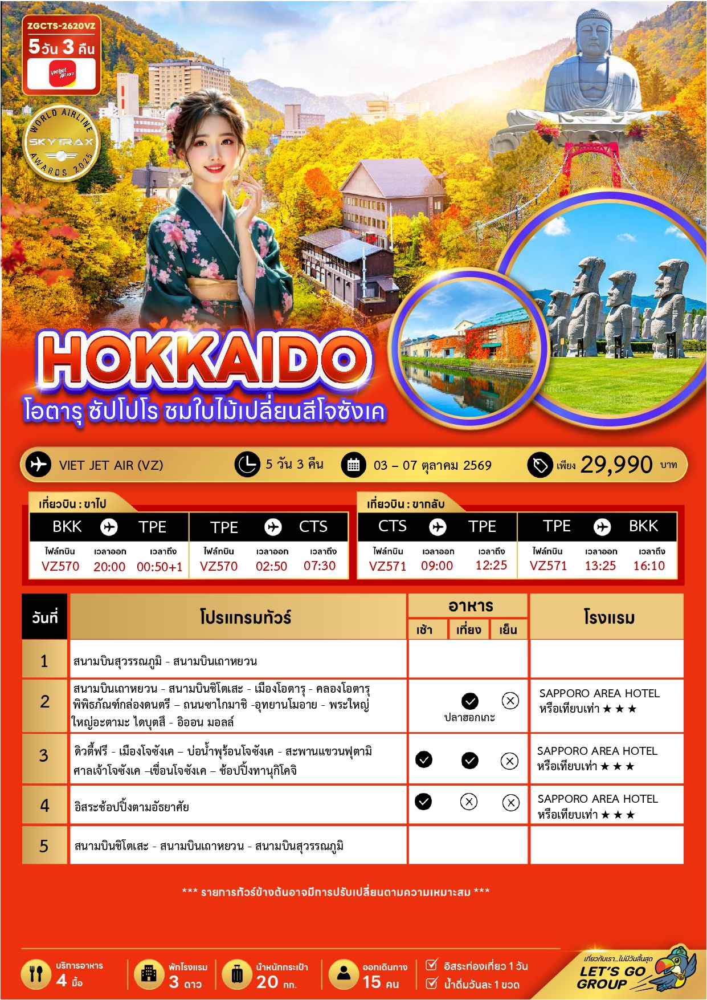 ZGCTS-2620VZ
5 วัน 3 คืน
vietjet Air.com
WORLD AIRLINE
SKYTRAX
AWARDS 2025
HOKKAIDO
โอตารุ ซัปโปโร ชมใบไม้เปลี่ยนสีโจซังเค
VIET JET AIR (VZ) 5 วัน 3 คืน 03 – 07 ตุลาคม 2569 เพียง 29,990 บาท
เที่ยวบิน : ขาไป เที่ยวบิน : ขากลับ
BKK TPE TPE CTS CTS TPE TPE BKK
ไฟล์ทบิน เวลาออก เวลาถึง ไฟล์ทบิน เวลาออก เวลาถึง ไฟล์ทบิน เวลาออก เวลาถึง ไฟล์ทบิน เวลาออก เวลาถึง
VZ570 20:00 00:50+1 VZ570 02:50 07:30 VZ571 09:00 12:25 VZ571 13:25 16:10
วันที่ โปรแกรมทัวร์ อาหาร โรงแรม
เช้า เที่ยง เย็น
1 สนามบินสุวรรณภูมิ - สนามบินเถาหยวน
2 สนามบินเถาหยวน - สนามบินชิโตเสะ - เมืองโอตารุ - คลองโอตารุ
พิพิธภัณฑ์กล่องดนตรี – ถนนซาไกมาชิ -อุทยานโมอาย - พระใหญ่
ใหญ่อะตามะ ไดบุตสึ - อิออน มอลล์
ปลาฮอกเกะ
SAPPORO AREA HOTEL
หรือเทียบเท่า ★ ★ ★
3 ดิวตี้ฟรี - เมืองโจซังเค – บ่อน้ำพุร้อนโจซังเค - สะพานแขวนฟุตามิ
ศาลเจ้าโจซังเค –เขื่อนโจซังเค – ช้อปปิ้งทานุกิโคจิ
SAPPORO AREA HOTEL
หรือเทียบเท่า ★ ★ ★
4 อิสระช้อปปิ้งตามอัธยาศัย
SAPPORO AREA HOTEL
หรือเทียบเท่า ★ ★ ★
5 สนามบินชิโตเสะ - สนามบินเถาหยวน - สนามบินสุวรรณภูมิ
*** รายการทัวร์ข้างต้นอาจมีการปรับเปลี่ยนตามความเหมาะสม ***
บริการอาหาร
4 มื้อ
พักโรงแรม
3 ดาว
น้ำหนักกระเป๋า
20 กก.
ออกเดินทาง
15 คน
อิสระท่องเที่ยว 1 วัน
น้ำดื่มวันละ 1 ขวด
เที่ยวกับเรา...ไม่มีวันสิ้นสุด
LET'S GO
GROUP